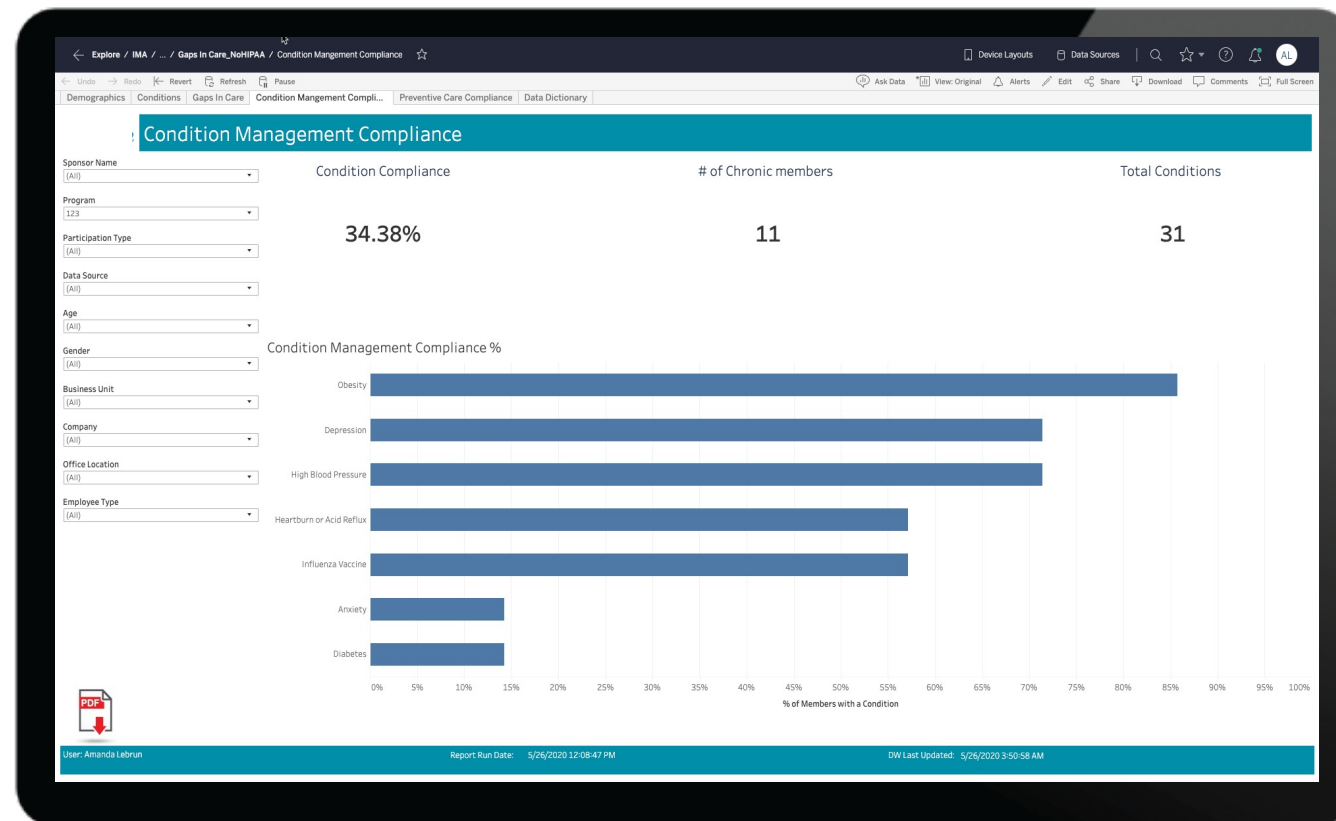 Explore / IMA / ... / Gaps In Care_NoHIPAA / Condition Mangement Compliance
Device Layouts Data Sources AL
Undo Redo Revert Refresh Pause
Ask Data View: Original Alerts Edit Share Download Comments Full Screen
Demographics Conditions Gaps In Care Condition Mangement Compli... Preventive Care Compliance Data Dictionary
Condition Management Compliance
Sponsor Name
(All)
Program
123
Participation Type
(All)
Data Source
(All)
Age
(All)
Gender
(All)
Business Unit
(All)
Company
(All)
Office Location
(All)
Employee Type
(All)
Condition Compliance
34.38%
# of Chronic members
11
Total Conditions
31
Condition Management Compliance %
Obesity
Depression
High Blood Pressure
Heartburn or Acid Reflux
Influenza Vaccine
Anxiety
Diabetes
0% 5% 10% 15% 20% 25% 30% 35% 40% 45% 50% 55% 60% 65% 70% 75% 80% 85% 90% 95% 100%
% of Members with a Condition
PDF
User: Amanda Lebrun Report Run Date: 5/26/2020 12:08:47 PM DW Last Updated: 5/26/2020 3:50:58 AM